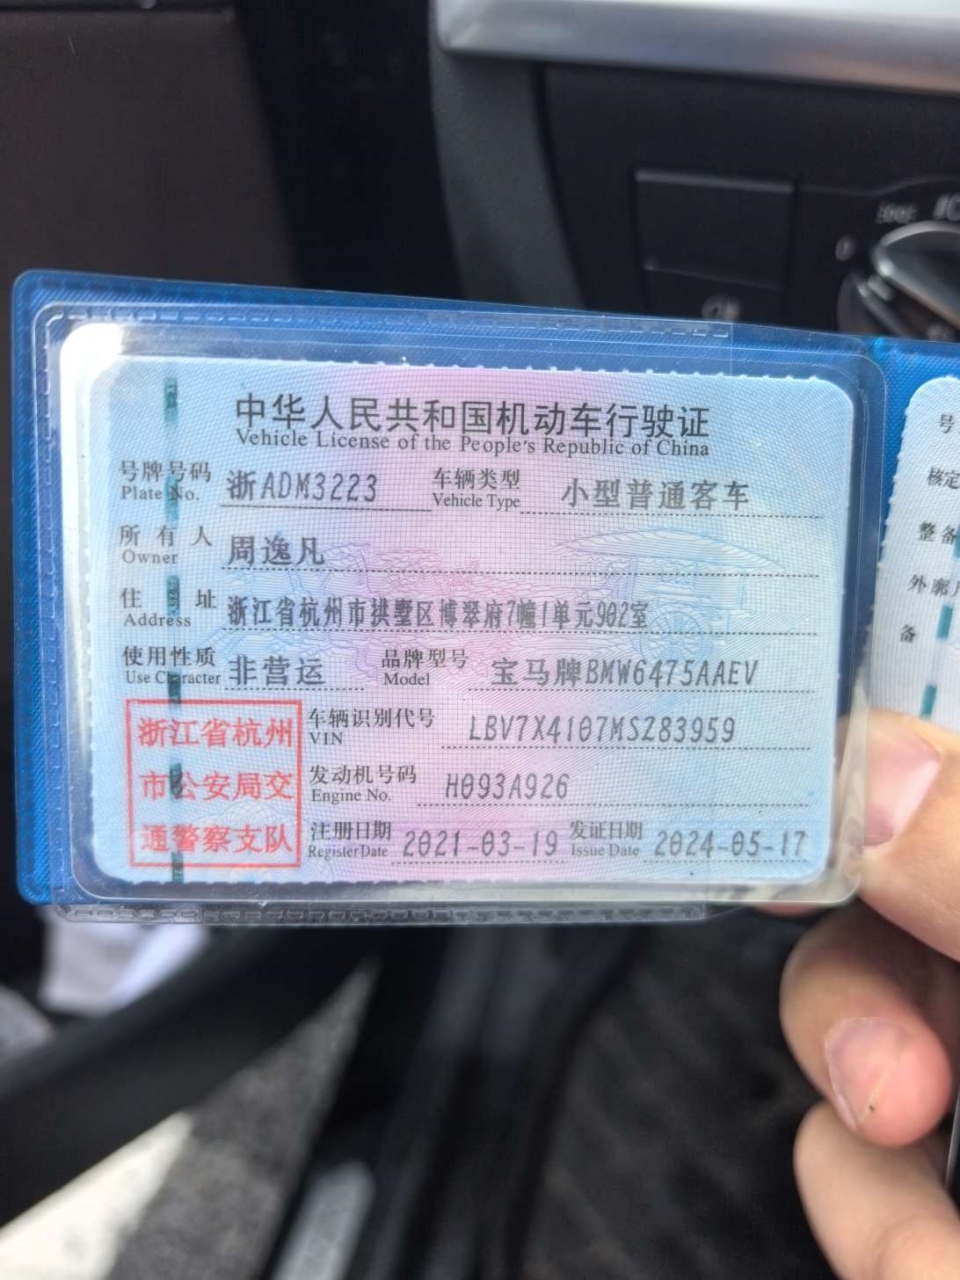 中华人民共和国机动车行驶证
Vehicle License of the People's Republic of China
号牌号码 浙ADM3223 车辆类型 小型普通客车
Plate No. Vehicle Type
所有人 周逸凡
Owner
住址 浙江省杭州市拱墅区博翠府7幢1单元902室
Address
使用性质 非营运 品牌型号 宝马牌BMW6475AAEV
Use Character Model
浙江省杭州
市公安局交
通警察支队
车辆识别代号 LBV7X4107MSZ83959
VIN
发动机号码 H093A926
Engine No.
注册日期 2021-03-19 发证日期 2024-05-17
Register Date Issue Date
号
核定
整备
外廓
备